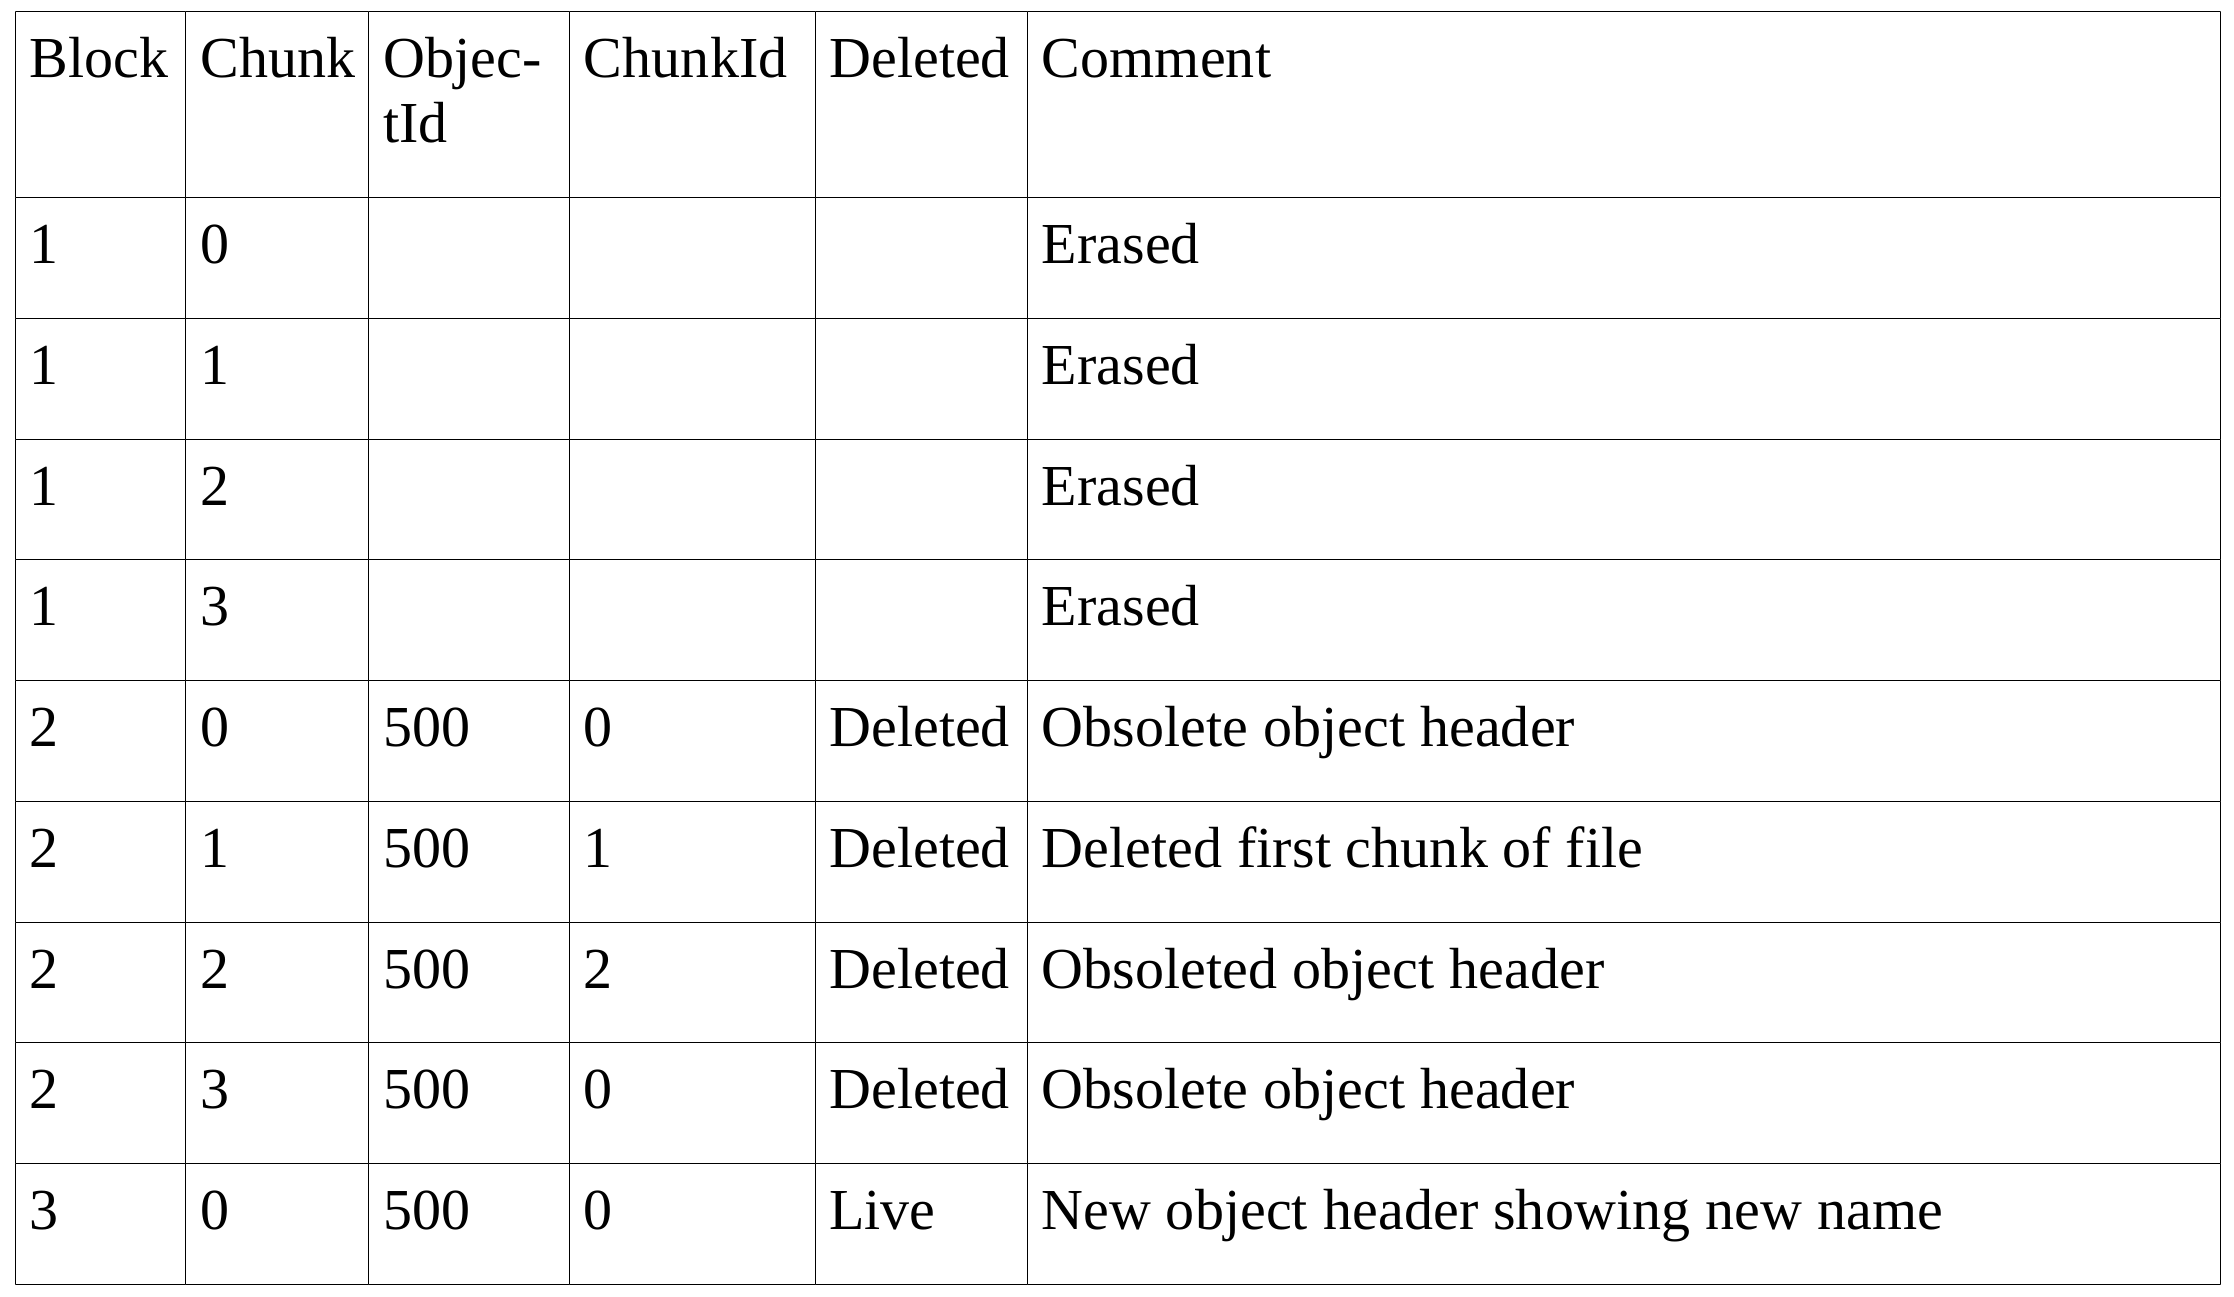 Block Chunk Objec- ChunkId Deleted Comment
tId
1 0 Erased
1 1 Erased
1 2 Erased
1 3 Erased
2 0 500 0 Deleted Obsolete object header
2 1 500 1 Deleted Deleted first chunk of file
2 2 500 2 Deleted Obsoleted object header
2 3 500 0 Deleted Obsolete object header
3 0 500 0 Live New object header showing new name